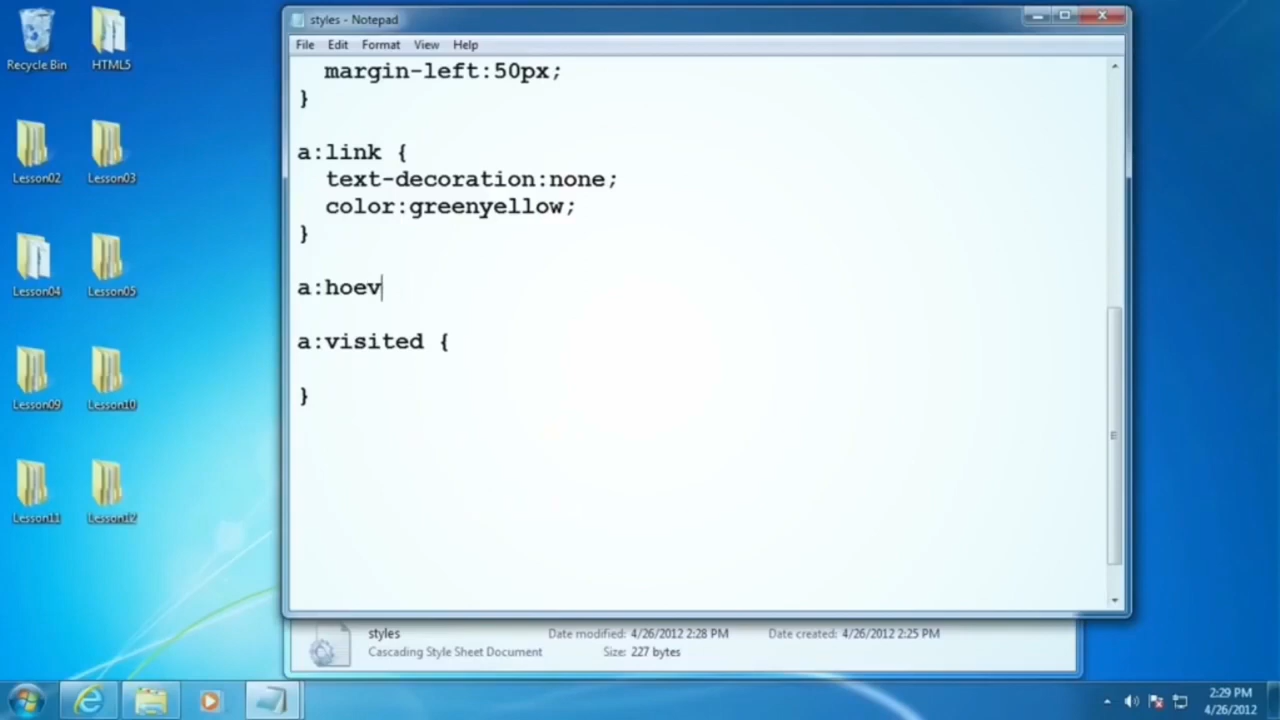 styles - Notepad
File Edit Format View Help
margin-left:50px;
}
a:link {
text-decoration:none;
color:greenyellow;
}
a:hoev
a:visited {
}
Recycle Bin HTML5
Lesson02 Lesson03
Lesson04 Lesson05
Lesson09 Lesson10
Lesson11 Lesson12
styles Date modified: 4/26/2012 2:28 PM Date created: 4/26/2012 2:25 PM
Cascading Style Sheet Document Size: 227 bytes
2:29 PM
4/26/2012